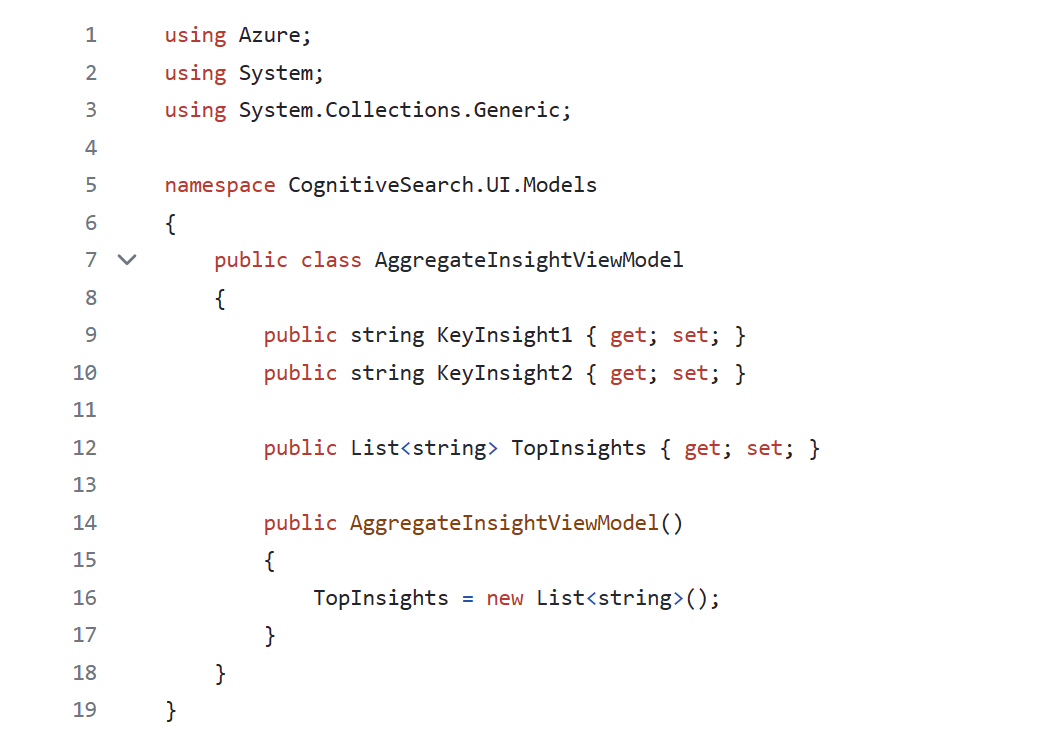 1 using Azure;
2 using System;
3 using System.Collections.Generic;
4
5 namespace CognitiveSearch.UI.Models
6 {
7 public class AggregateInsightViewModel
8 {
9 public string KeyInsight1 { get; set; }
10 public string KeyInsight2 { get; set; }
11
12 public List<string> TopInsights { get; set; }
13
14 public AggregateInsightViewModel()
15 {
16 TopInsights = new List<string>();
17 }
18 }
19 }